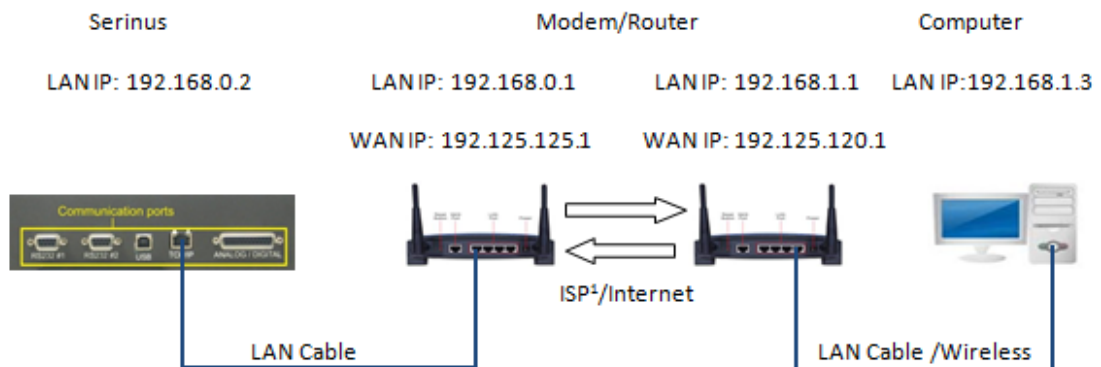 Serinus
Modem/Router
Computer
LAN IP: 192.168.0.2
LAN IP: 192.168.0.1
LAN IP: 192.168.1.1
LAN IP:192.168.1.3
WAN IP: 192.125.125.1
WAN IP: 192.125.120.1
Communication ports
RS232 #1
RS232 #2
USB
TCP/IP
ANALOG / DIGITAL
ISP¹/Internet
LAN Cable
LAN Cable /Wireless